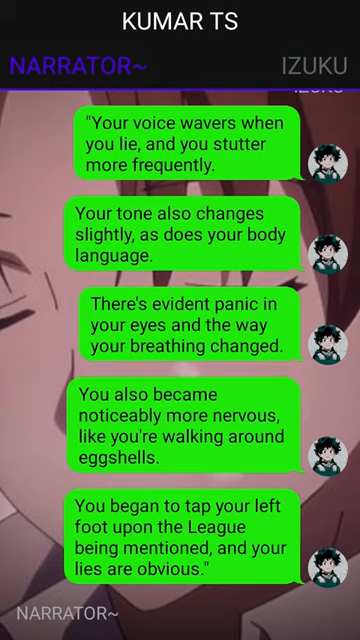 KUMAR TS
NARRATOR~
IZUKU
IZUKU
"Your voice wavers when
you lie, and you stutter
more frequently.
Your tone also changes
slightly, as does your body
language.
There's evident panic in
your eyes and the way
your breathing changed.
You also became
noticeably more nervous,
like you're walking around
eggshells.
You began to tap your left
foot upon the League
being mentioned, and your
lies are obvious."
NARRATOR~